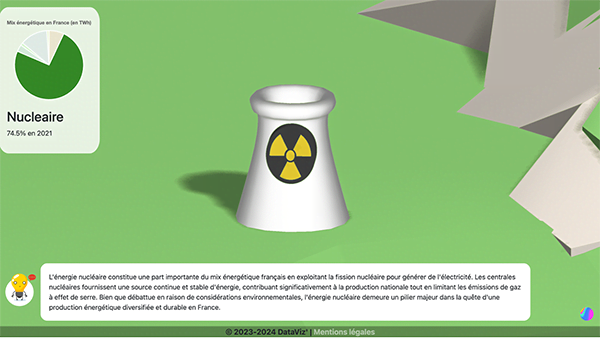 Mix énergétique en France (en TWh)
Nucleaire
74.5% en 2021
L'énergie nucléaire constitue une part importante du mix énergétique français en exploitant la fission nucléaire pour générer de l'électricité. Les centrales
nucléaires fournissent une source continue et stable d'énergie, contribuant significativement à la production nationale tout en limitant les émissions de gaz
à effet de serre. Bien que débattue en raison de considérations environnementales, l'énergie nucléaire demeure un pilier majeur dans la quête d'une
production énergétique diversifiée et durable en France.
© 2023-2024 DataViz' | Mentions légales